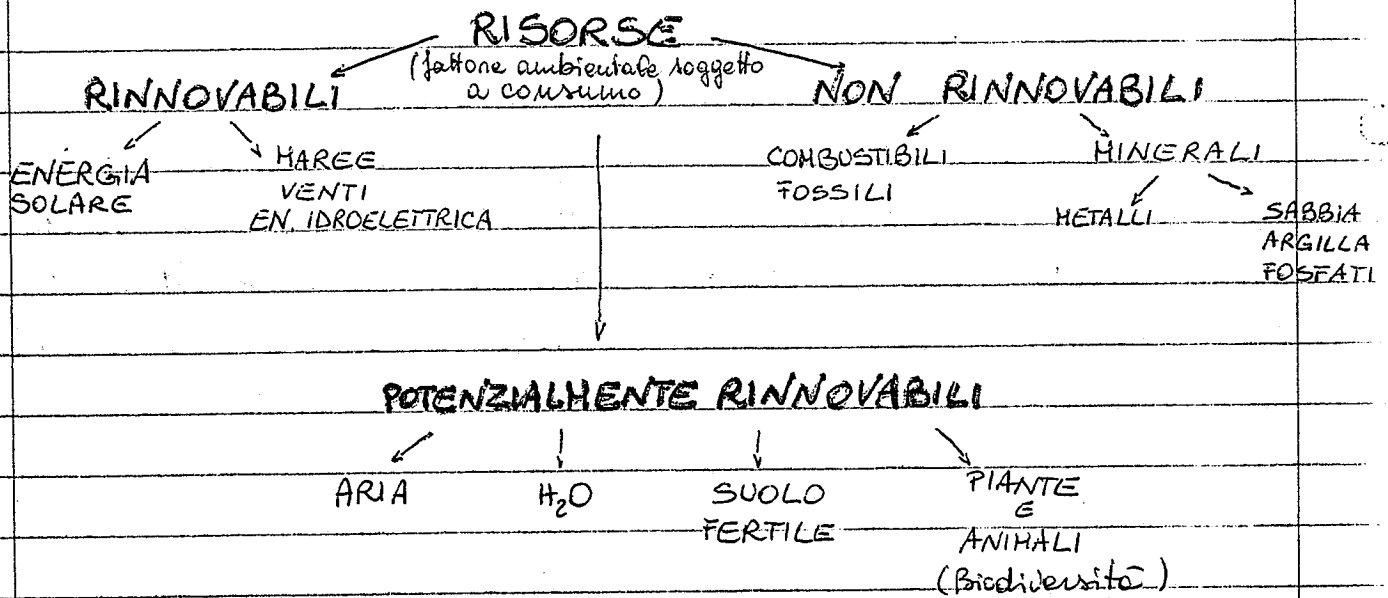 RISORSE
(fattore ambientale soggetto
a consumo)
RINNOVABILI
NON RINNOVABILI
ENERGIA
SOLARE
MAREE
VENTI
EN. IDROELETTRICA
COMBUSTIBILI
FOSSILI
MINERALI
METALLI
SABBIA
ARGILLA
FOSFATI
POTENZIALMENTE RINNOVABILI
ARIA
H₂O
SUOLO
FERTILE
PIANTE
E
ANIMALI
(Biodiversità)